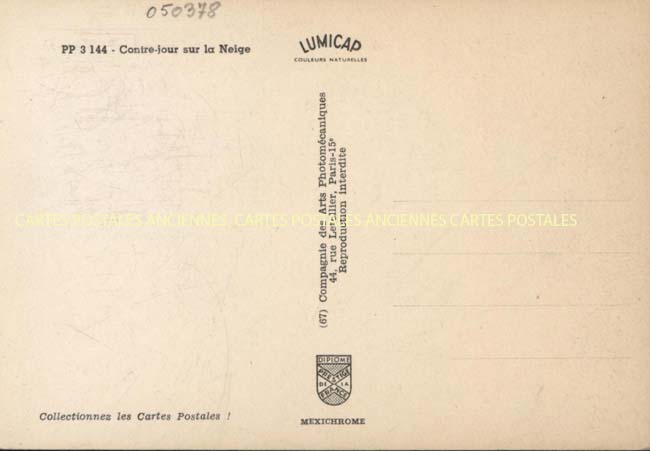 050378
PP 3 144 - Contre-jour sur la Neige
LUMICAP
COULEURS NATURELLES
(67) Compagnie des Arts Photomécaniques
44, rue Letellier, Paris-15e
Reproduction interdite
CARTES POSTALES ANCIENNES CARTES POSTALES ANCIENNES CARTES POSTALES
DIPLOME
PRESTIGE
DE LA
FRANCE
MEXICHROME
Collectionnez les Cartes Postales !